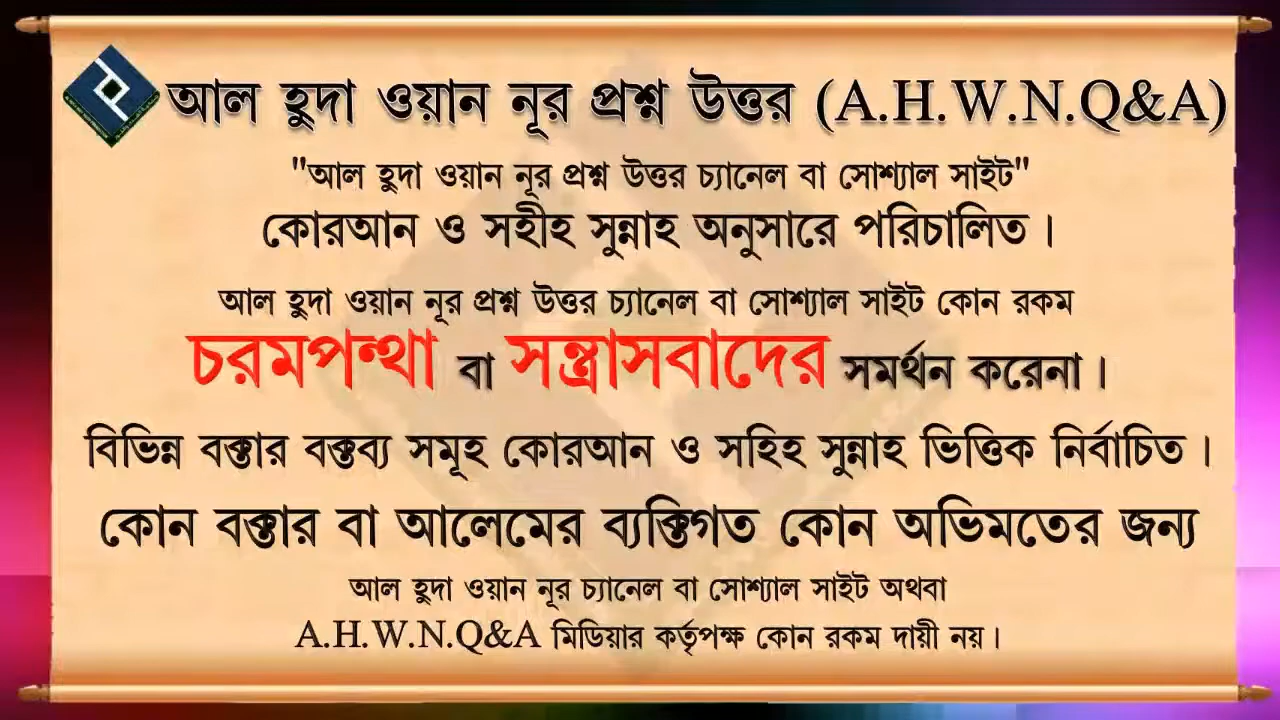 আল হুদা ওয়ান নূর প্রশ্ন উত্তর (A.H.W.N.Q&A)
"আল হুদা ওয়ান নূর প্রশ্ন উত্তর চ্যানেল বা সোশ্যাল সাইট"
কোরআন ও সহীহ সুন্নাহ অনুসারে পরিচালিত ।
আল হুদা ওয়ান নূর প্রশ্ন উত্তর চ্যানেল বা সোশ্যাল সাইট কোন রকম
চরমপন্থা বা সন্ত্রাসবাদের সমর্থন করেনা ।
বিভিন্ন বক্তার বক্তব্য সমূহ কোরআন ও সহিহ সুন্নাহ ভিত্তিক নির্বাচিত ।
কোন বক্তার বা আলেমের ব্যক্তিগত কোন অভিমতের জন্য
আল হুদা ওয়ান নূর চ্যানেল বা সোশ্যাল সাইট অথবা
A.H.W.N.Q&A মিডিয়ার কর্তৃপক্ষ কোন রকম দায়ী নয় ।